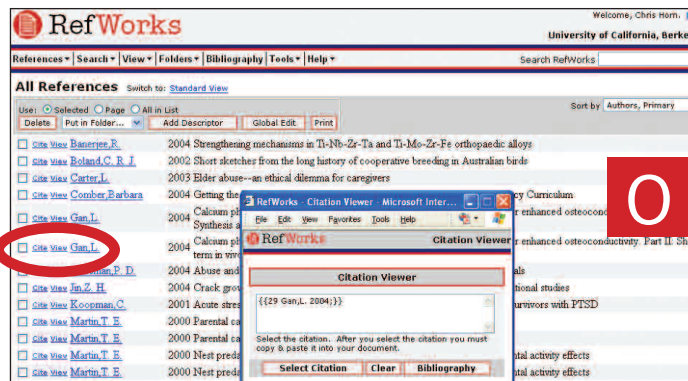 RefWorks
Welcome, Chris Horn.
University of California, Berke
References Search View Folders Bibliography Tools Help Search RefWorks
All References Switch to: Standard View
Use: Selected Page All in List Sort by Authors, Primary
Delete Put in Folder... Add Descriptor Global Edit Print
Cite View Banerjee,R. 2004 Strengthening mechanisms in Ti-Nb-Zr-Ta and Ti-Mo-Zr-Fe orthopaedic alloys
Cite View Boland,C. R. J. 2002 Short sketches from the long history of cooperative breeding in Australian birds
Cite View Carter,L. 2003 Elder abuse--an ethical dilemma for caregivers
Cite View Comber,Barbara 2004 Getting the cy Curriculum
Cite View Gan,L. 2004 Calcium ph r enhanced osteocond
Synthesis a
Cite View Gan,L. 2004 Calcium ph r enhanced osteoconductivity. Part II: Sh
term in viv
P. D. 2004 Abuse and als
Cite View Jin,Z. H. 2004 Crack grow tional studies
Cite View Koopman,C. 2001 Acute stres urvivors with PTSD
Cite View Martin,T. E. 2000 Parental ca
Cite View Martin,T. E. 2000 Parental ca
Cite View Martin,T. E. 2000 Nest preda ntal activity effects
Cite View Martin,T. E. 2000 Nest preda ntal activity effects
RefWorks - Citation Viewer - Microsoft Inter...
File Edit View Favorites Tools Help
RefWorks Citation Viewer
Citation Viewer
{{29 Gan,L. 2004;}}
Select the citation. After you select the citation you must
copy & paste it into your document.
Select Citation Clear Bibliography
O